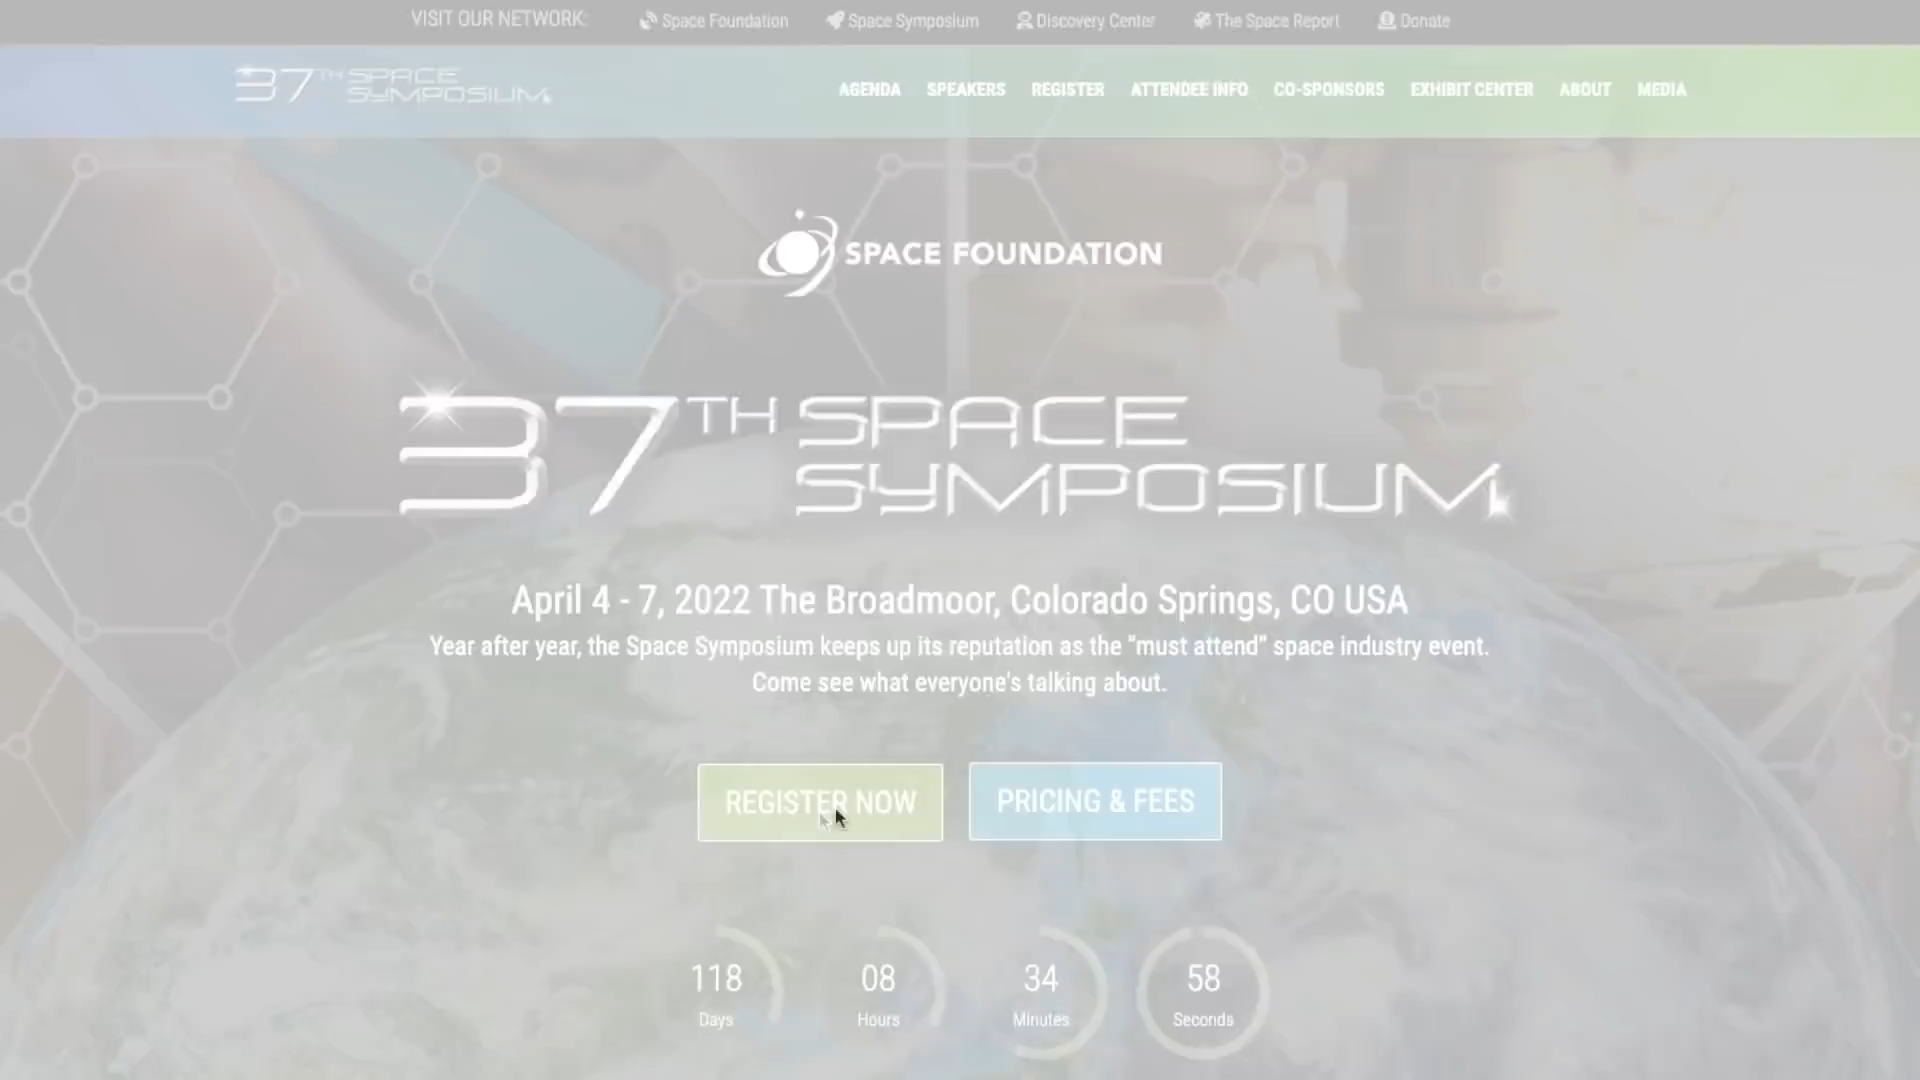 VISIT OUR NETWORK:
Space Foundation
Space Symposium
Discovery Center
The Space Report
Donate
37TH SPACE
SYMPOSIUM
AGENDA
SPEAKERS
REGISTER
ATTENDEE INFO
CO-SPONSORS
EXHIBIT CENTER
ABOUT
MEDIA
SPACE FOUNDATION
37TH SPACE
SYMPOSIUM
April 4 - 7, 2022 The Broadmoor, Colorado Springs, CO USA
Year after year, the Space Symposium keeps up its reputation as the "must attend" space industry event.
Come see what everyone's talking about.
REGISTER NOW
PRICING & FEES
118
08
34
58
Days
Hours
Minutes
Seconds